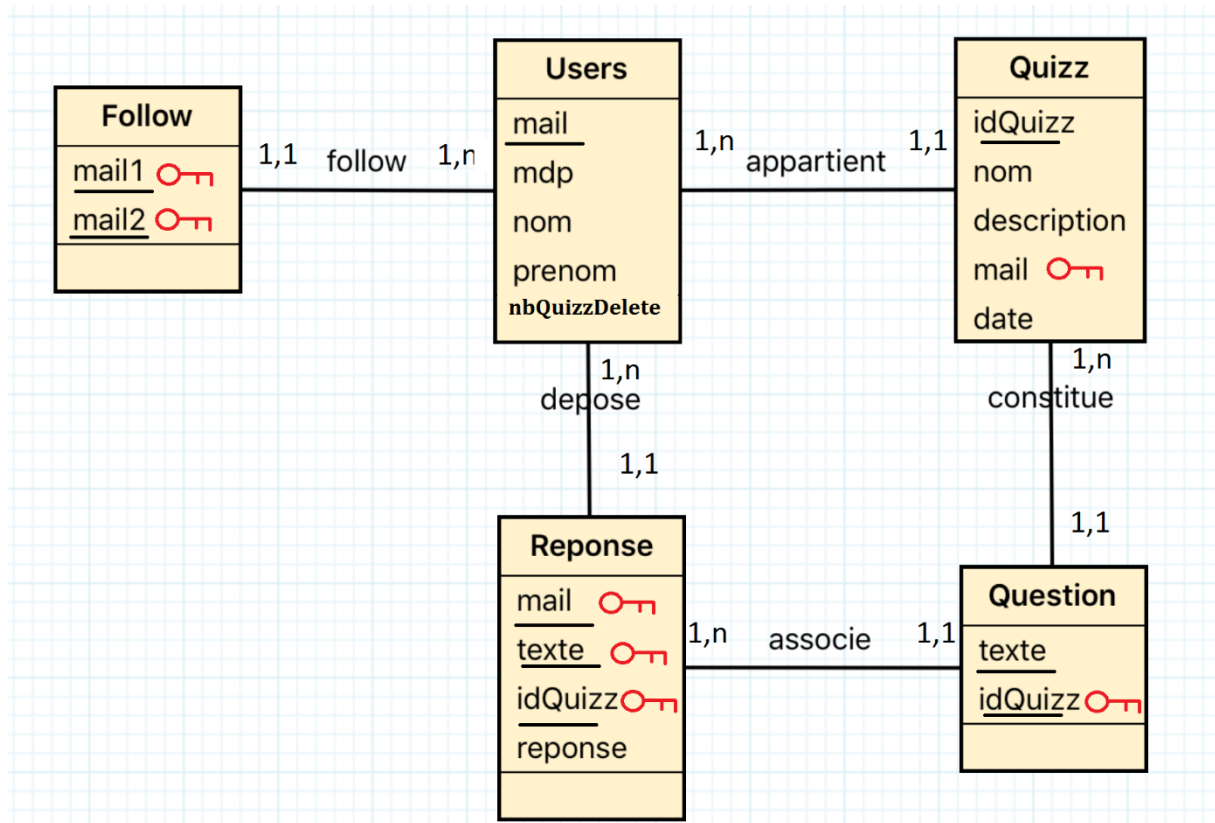 Follow
mail1
mail2
1,1
follow
1,n
Users
mail
mdp
nom
prenom
nbQuizzDelete
1,n
appartient
1,1
Quizz
idQuizz
nom
description
mail
date
1,n
depose
1,1
1,n
constitue
1,1
Reponse
mail
texte
idQuizz
reponse
1,n
associe
1,1
Question
texte
idQuizz